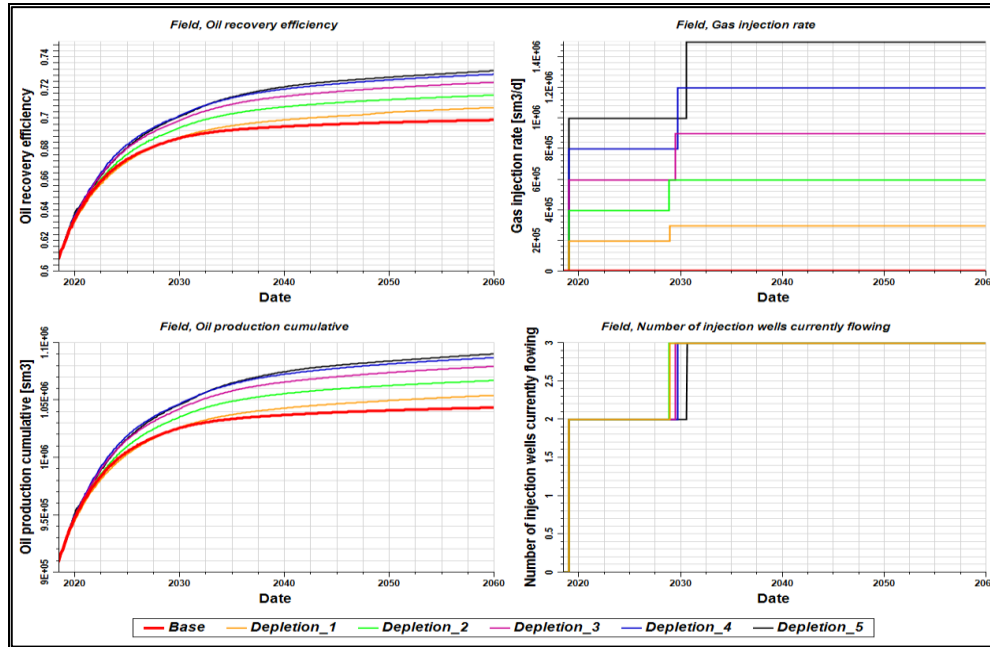 Field, Oil recovery efficiency
Oil recovery efficiency
0.74
0.72
0.7
0.68
0.66
0.64
0.62
0.6
2020
2030
2040
2050
2060
Date
Field, Gas injection rate
Gas injection rate [sm3/d]
1.4E+06
1.2E+06
1E+06
8E+05
6E+05
4E+05
2E+05
0
2020
2030
2040
2050
2060
Date
Field, Oil production cumulative
Oil production cumulative [sm3]
1.1E+06
1.05E+06
1E+06
9.5E+05
9E+05
2020
2030
2040
2050
2060
Date
Field, Number of injection wells currently flowing
Number of injection wells currently flowing
3
2.5
2
1.5
1
0.5
0
2020
2030
2040
2050
206
Date
Base Depletion_1 Depletion_2 Depletion_3 Depletion_4 Depletion_5